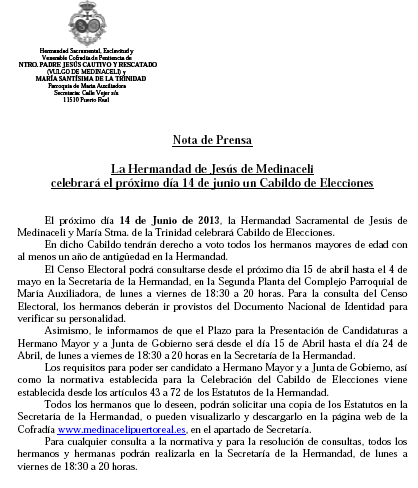 Hermandad Sacramental, Esclavitud y
Venerable Cofradía de Penitencia de
NTRO. PADRE JESÚS CAUTIVO Y RESCATADO
(VULGO DE MEDINACELI) y
MARÍA SANTÍSIMA DE LA TRINIDAD
Parroquia de María Auxiliadora
Secretaría: Calle Vejer s/n
11510 Puerto Real
Nota de Prensa
La Hermandad de Jesús de Medinaceli
celebrará el próximo día 14 de junio un Cabildo de Elecciones
El próximo día 14 de Junio de 2013, la Hermandad Sacramental de Jesús de
Medinaceli y María Stma. de la Trinidad celebrará Cabildo de Elecciones.
En dicho Cabildo tendrán derecho a voto todos los hermanos mayores de edad con
al menos un año de antigüedad en la Hermandad.
El Censo Electoral podrá consultarse desde el próximo día 15 de abril hasta el 4 de
mayo en la Secretaría de la Hermandad, en la Segunda Planta del Complejo Parroquial de
María Auxiliadora, de lunes a viernes de 18:30 a 20 horas. Para la consulta del Censo
Electoral, los hermanos deberán ir provistos del Documento Nacional de Identidad para
verificar su personalidad.
Asimismo, le informamos de que el Plazo para la Presentación de Candidaturas a
Hermano Mayor y a Junta de Gobierno será desde el día 15 de Abril hasta el día 24 de
Abril, de lunes a viernes de 18:30 a 20 horas en la Secretaría de la Hermandad.
Los requisitos para poder ser candidato a Hermano Mayor y a Junta de Gobierno, así
como la normativa establecida para la Celebración del Cabildo de Elecciones viene
establecida desde los artículos 43 a 72 de los Estatutos de la Hermandad.
Todos los hermanos que lo deseen, podrán solicitar una copia de los Estatutos en la
Secretaría de la Hermandad, o pueden visualizarlo y descargarlo en la página web de la
Cofradía www.medinacelipuertoreal.es, en el apartado de Secretaría.
Para cualquier consulta a la normativa y para la resolución de consultas, todos los
hermanos y hermanas podrán realizarla en la Secretaría de la Hermandad, de lunes a
viernes de 18:30 a 20 horas.